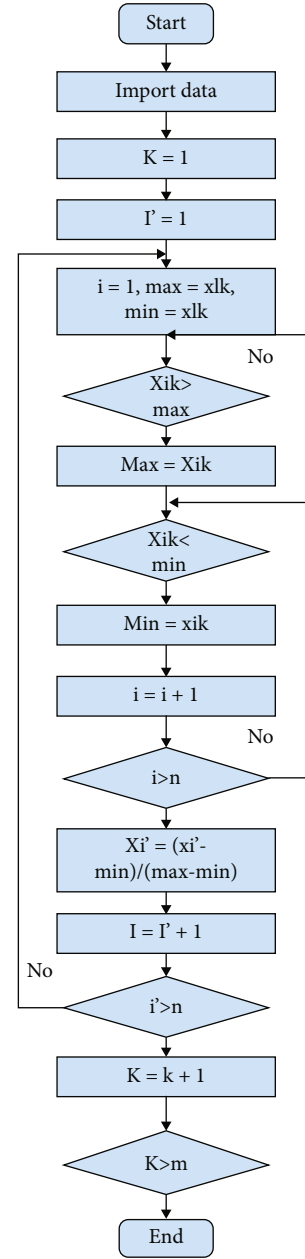 Start
Import data
K = 1
I’ = 1
i = 1, max = xlk,
min = xlk
No
Xik>
max
Max = Xik
Xik<
min
Min = xik
i = i + 1
No
i>n
Xi’ = (xi’-
min)/(max-min)
I = I’ + 1
No
i’>n
K = k + 1
K>m
End